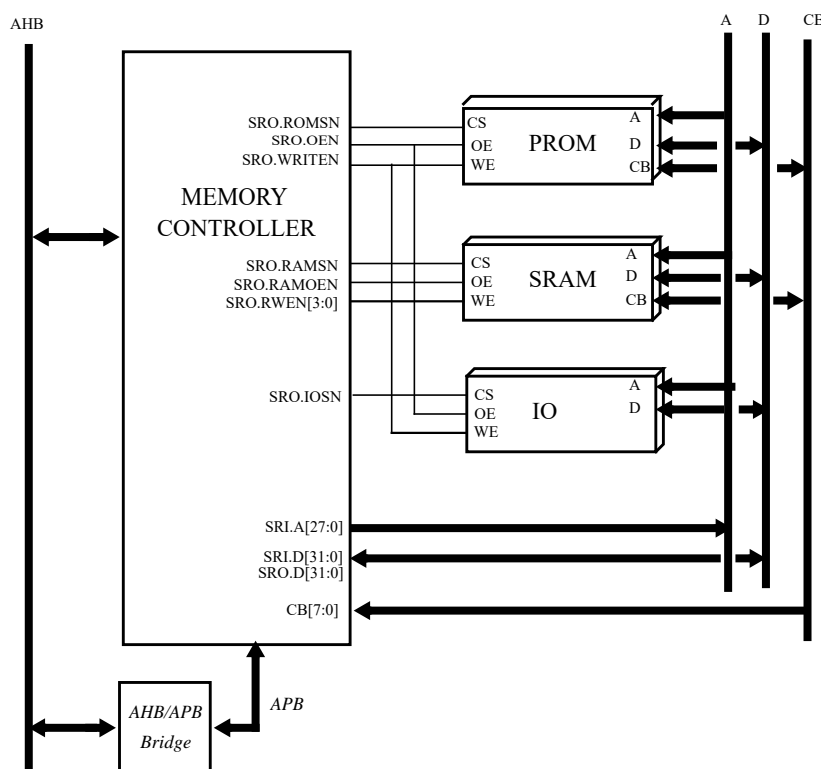 AHB
A D CB
SRO.ROMSN
SRO.OEN
SRO.WRITEN
CS
OE
WE
PROM
A
D
CB
MEMORY
CONTROLLER
SRO.RAMSN
SRO.RAMOEN
SRO.RWEN[3:0]
CS
OE
WE
SRAM
A
D
CB
SRO.IOSN
CS
OE
WE
IO
A
D
SRI.A[27:0]
SRI.D[31:0]
SRO.D[31:0]
CB[7:0]
APB
AHB/APB
Bridge